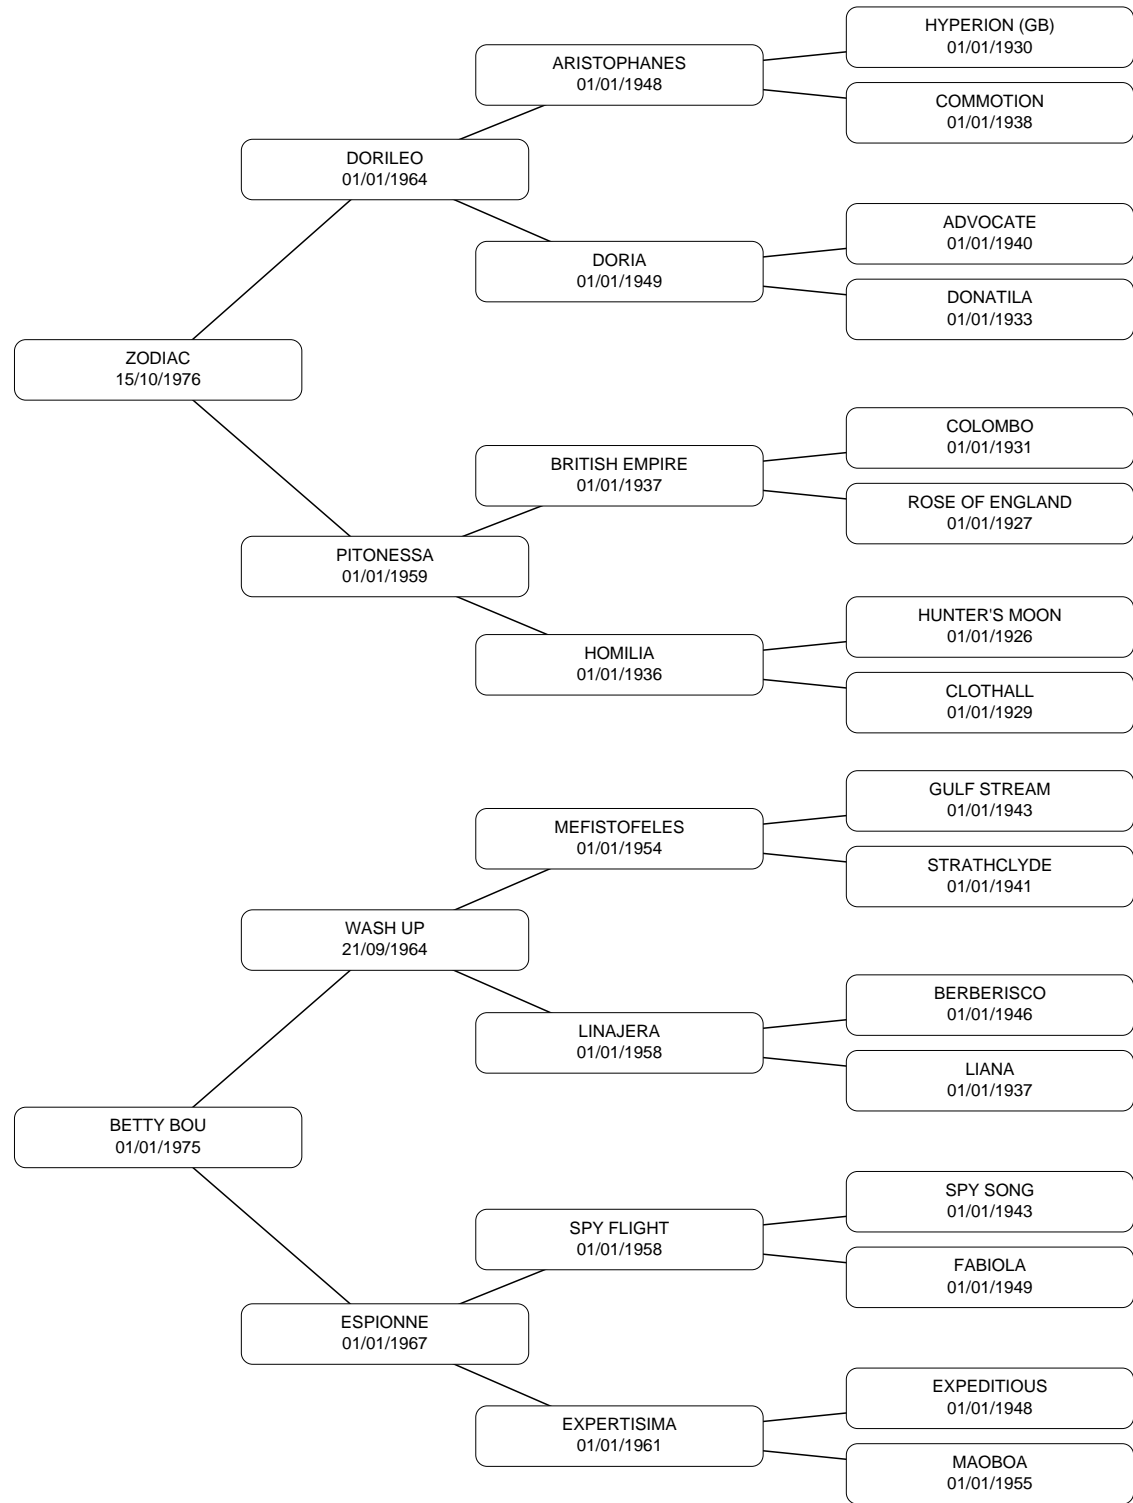 HYPERION (GB)
01/01/1930
ARISTOPHANES
01/01/1948
COMMOTION
01/01/1938
DORILEO
01/01/1964
ADVOCATE
01/01/1940
DORIA
01/01/1949
DONATILA
01/01/1933
ZODIAC
15/10/1976
COLOMBO
01/01/1931
BRITISH EMPIRE
01/01/1937
ROSE OF ENGLAND
01/01/1927
PITONESSA
01/01/1959
HUNTER'S MOON
01/01/1926
HOMILIA
01/01/1936
CLOTHALL
01/01/1929
GULF STREAM
01/01/1943
MEFISTOFELES
01/01/1954
STRATHCLYDE
01/01/1941
WASH UP
21/09/1964
BERBERISCO
01/01/1946
LINAJERA
01/01/1958
LIANA
01/01/1937
BETTY BOU
01/01/1975
SPY SONG
01/01/1943
SPY FLIGHT
01/01/1958
FABIOLA
01/01/1949
ESPIONNE
01/01/1967
EXPEDITIOUS
01/01/1948
EXPERTISIMA
01/01/1961
MAOBOA
01/01/1955